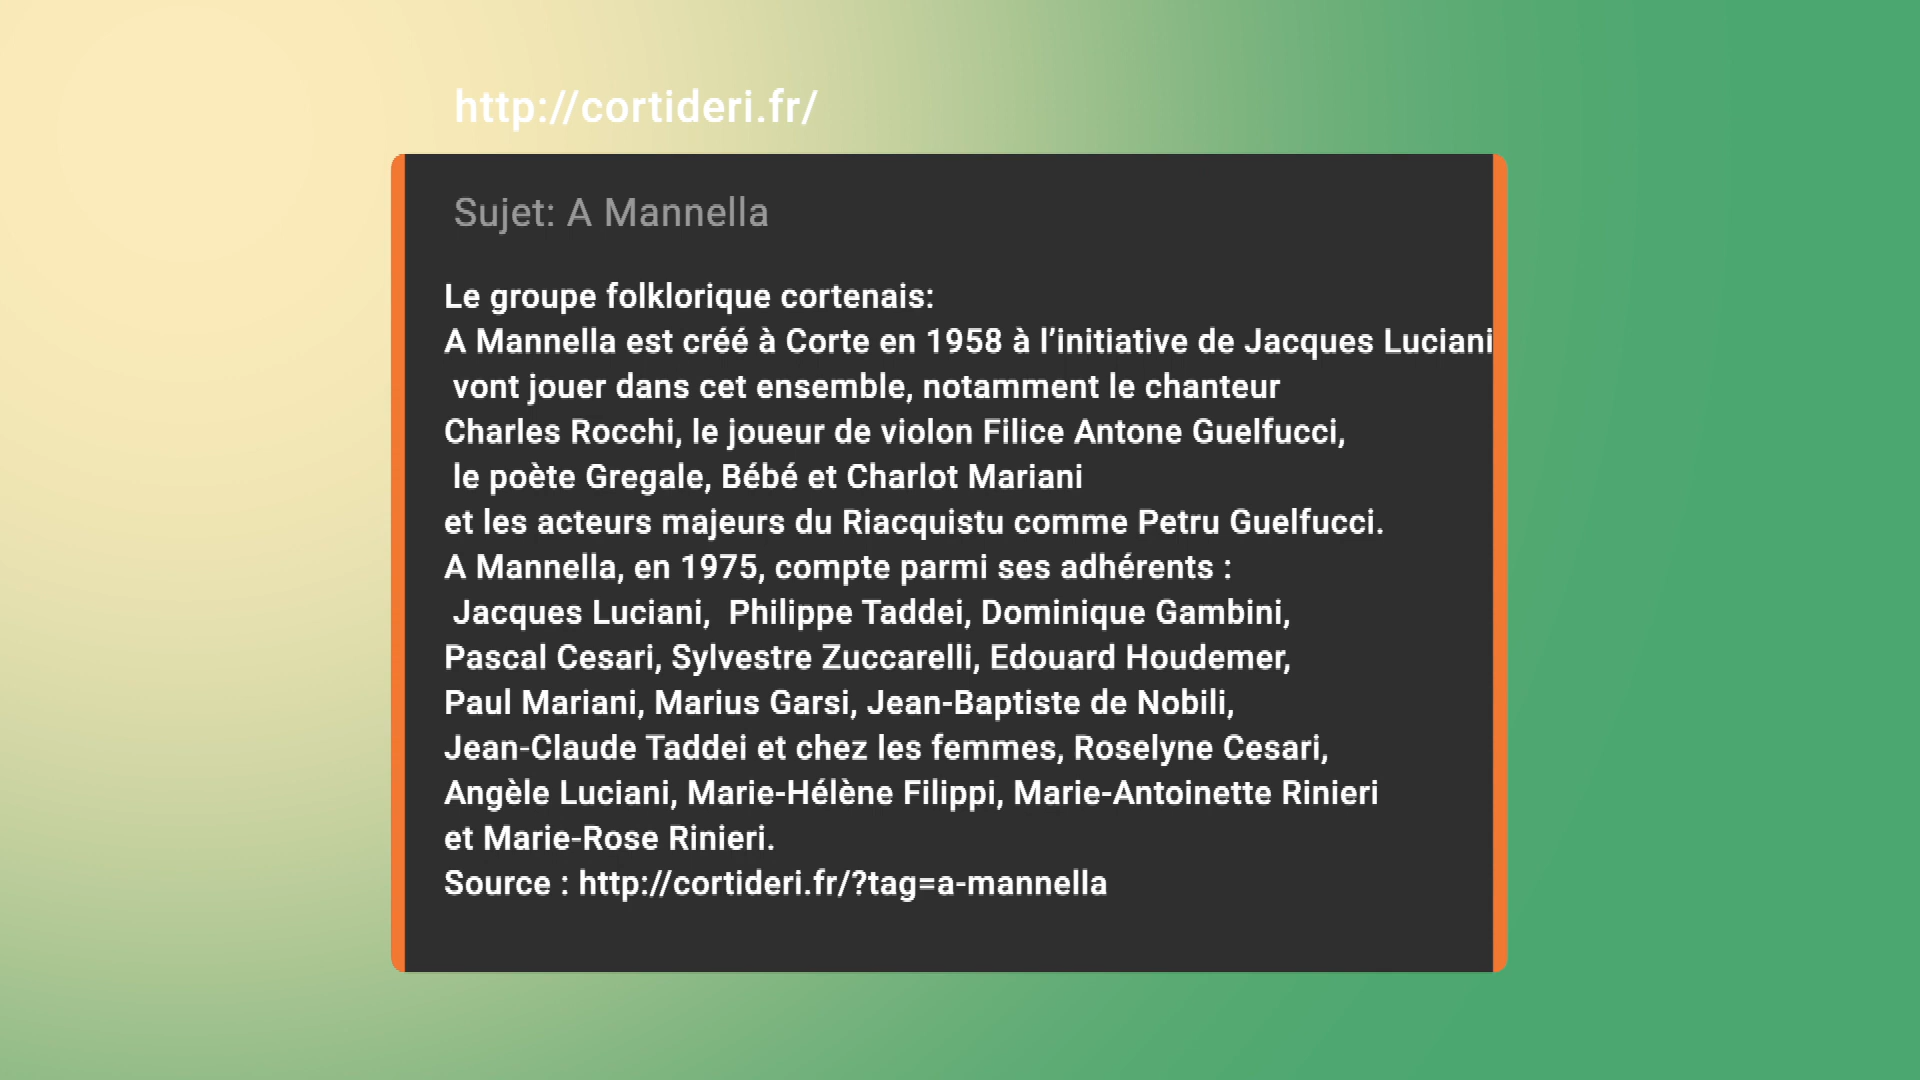 http://cortideri.fr/
Sujet: A Mannella
Le groupe folklorique cortenais:
A Mannella est créé à Corte en 1958 à l’initiative de Jacques Luciani
vont jouer dans cet ensemble, notamment le chanteur
Charles Rocchi, le joueur de violon Filice Antone Guelfucci,
le poète Gregale, Bébé et Charlot Mariani
et les acteurs majeurs du Riacquistu comme Petru Guelfucci.
A Mannella, en 1975, compte parmi ses adhérents :
Jacques Luciani,  Philippe Taddei, Dominique Gambini,
Pascal Cesari, Sylvestre Zuccarelli, Edouard Houdemer,
Paul Mariani, Marius Garsi, Jean-Baptiste de Nobili,
Jean-Claude Taddei et chez les femmes, Roselyne Cesari,
Angèle Luciani, Marie-Hélène Filippi, Marie-Antoinette Rinieri
et Marie-Rose Rinieri.
Source : http://cortideri.fr/?tag=a-mannella